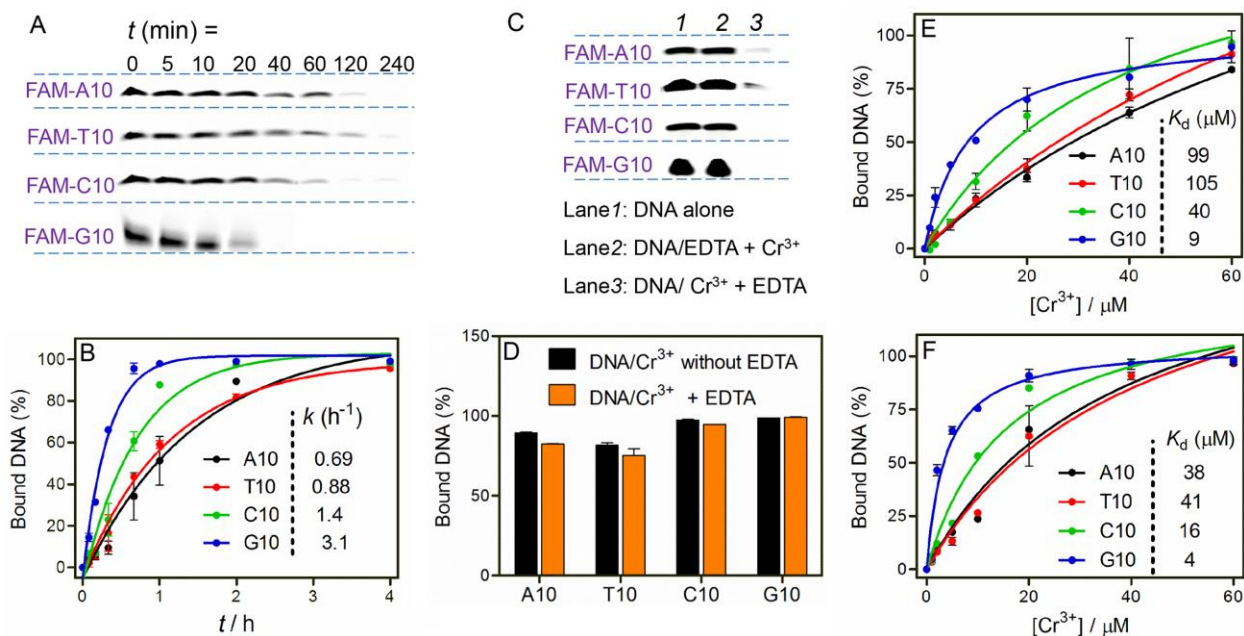 A
t (min) =
0 5 10 20 40 60 120 240
FAM-A10
FAM-T10
FAM-C10
FAM-G10
C
1 2 3
FAM-A10
FAM-T10
FAM-C10
FAM-G10
Lane1: DNA alone
Lane2: DNA/EDTA + Cr³⁺
Lane3: DNA/ Cr³⁺ + EDTA
E
Bound DNA (%)
100
75
50
25
0
Kd (μM)
A10 99
T10 105
C10 40
G10 9
0 20 40 60
[Cr³⁺] / μM
B
Bound DNA (%)
120
100
80
60
40
20
0
k (h⁻¹)
A10 0.69
T10 0.88
C10 1.4
G10 3.1
0 1 2 3 4
t / h
D
Bound DNA (%)
150
100
50
0
DNA/Cr³⁺ without EDTA
DNA/Cr³⁺ + EDTA
A10 T10 C10 G10
F
Bound DNA (%)
100
75
50
25
0
Kd (μM)
A10 38
T10 41
C10 16
G10 4
0 20 40 60
[Cr³⁺] / μM